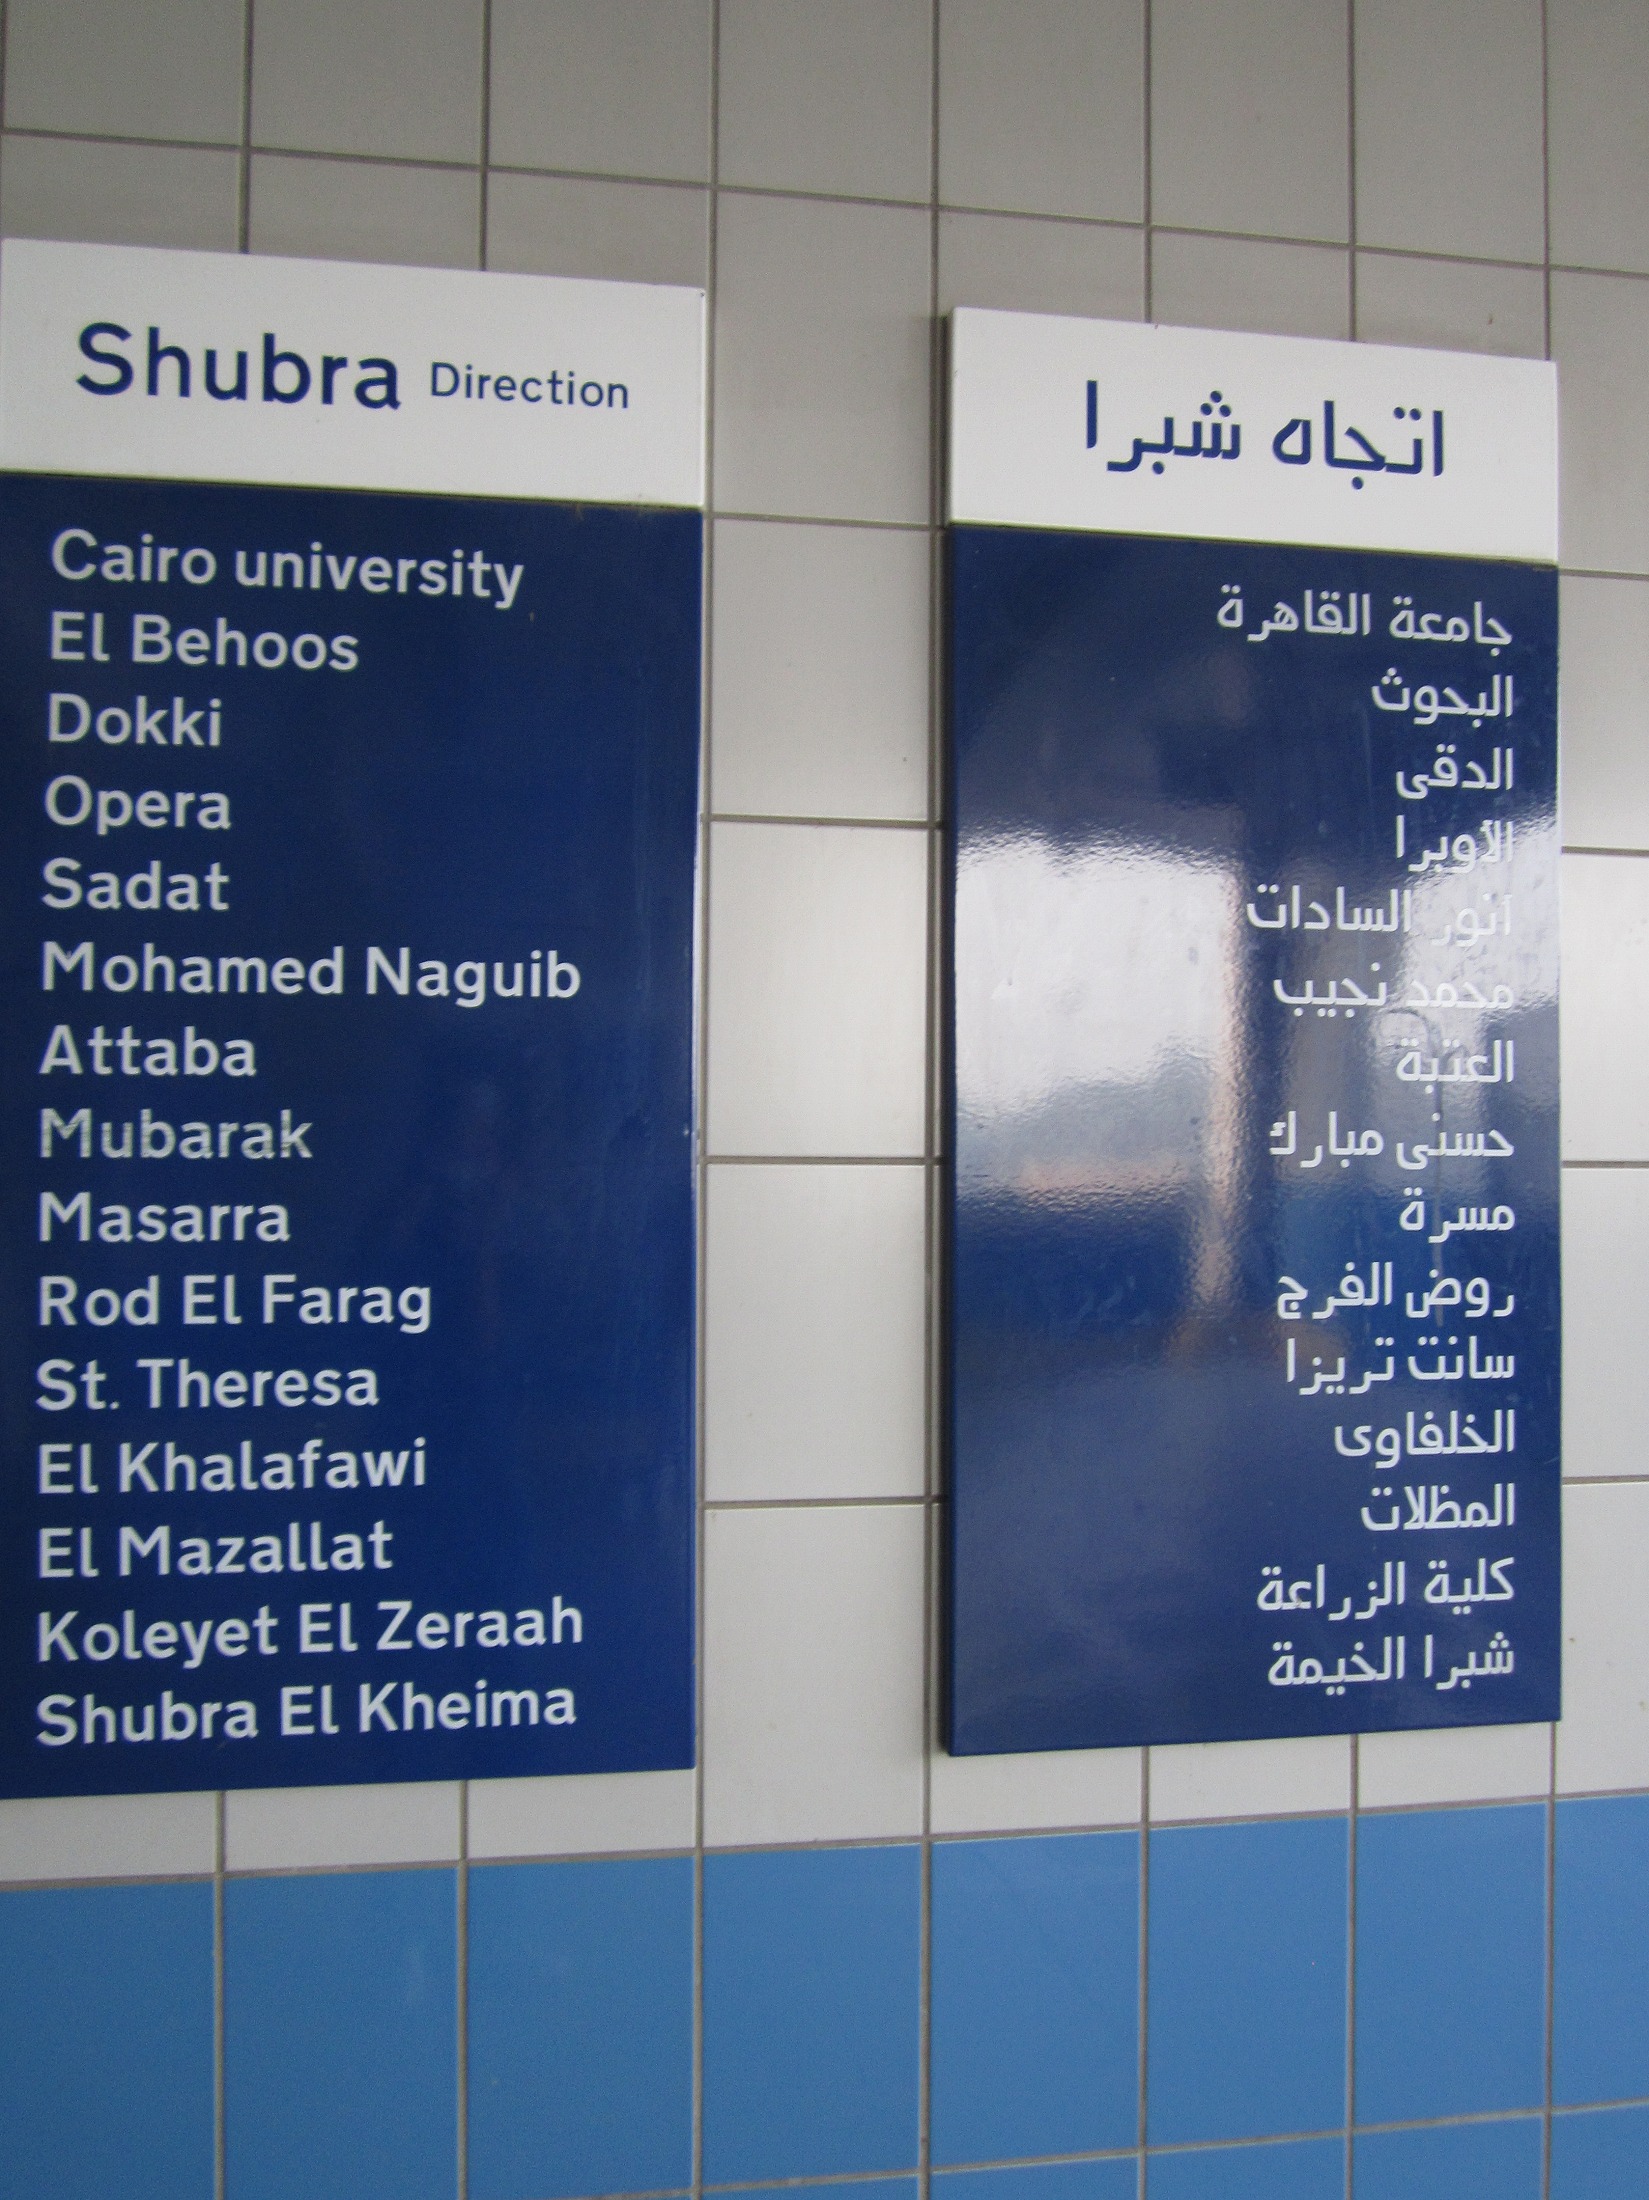 Shubra Direction
Cairo university
El Behoos
Dokki
Opera
Sadat
Mohamed Naguib
Attaba
Mubarak
Masarra
Rod El Farag
St. Theresa
El Khalafawi
El Mazallat
Koleyet El Zeraah
Shubra El Kheima
اتجاه شبرا
جامعة القاهرة
البحوث
الدقى
الأوبرا
أنور السادات
محمد نجيب
العتبة
حسنى مبارك
مسرة
روض الفرج
سانت تريزا
الخلفاوى
المظلات
كلية الزراعة
شبرا الخيمة